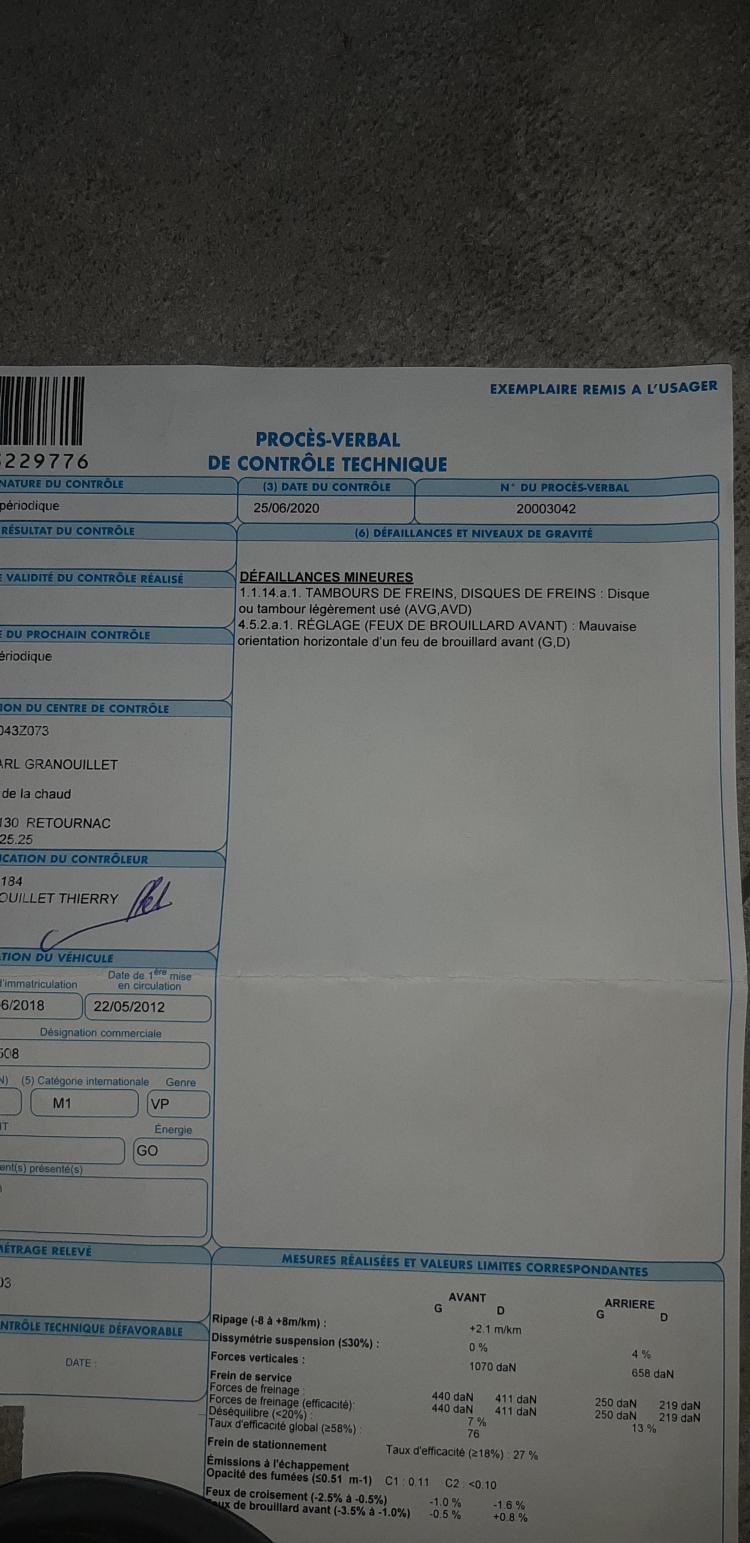 EXEMPLAIRE REMIS A L'USAGER
229776
PROCÈS-VERBAL
DE CONTRÔLE TECHNIQUE
NATURE DU CONTRÔLE
périodique
(3) DATE DU CONTRÔLE
25/06/2020
N° DU PROCÈS-VERBAL
20003042
RÉSULTAT DU CONTRÔLE
VALIDITÉ DU CONTRÔLE RÉALISÉ
DU PROCHAIN CONTRÔLE
ériodique
ION DU CENTRE DE CONTRÔLE
043Z073
ARL GRANOUILLET
de la chaud
130 RETOURNAC
25.25
ICATION DU CONTRÔLEUR
184
OUILLET THIERRY
(6) DÉFAILLANCES ET NIVEAUX DE GRAVITÉ
DÉFAILLANCES MINEURES
1.1.14.a.1. TAMBOURS DE FREINS, DISQUES DE FREINS : Disque
ou tambour légèrement usé (AVG,AVD)
4.5.2.a.1. RÉGLAGE (FEUX DE BROUILLARD AVANT) : Mauvaise
orientation horizontale d'un feu de brouillard avant (G,D)
TION DU VÉHICULE
d'immatriculation
6/2018
Date de 1ère mise
en circulation
22/05/2012
Désignation commerciale
508
N) (5) Catégorie internationale Genre
M1 VP
IT Énergie
GO
ent(s) présenté(s)
MÉTRAGE RELEVÉ
03
NTRÔLE TECHNIQUE DÉFAVORABLE
DATE :
MESURES RÉALISÉES ET VALEURS LIMITES CORRESPONDANTES
AVANT ARRIERE
G D G D
Ripage (-8 à +8m/km) : +2.1 m/km
Dissymétrie suspension (≤30%) : 0 % 4 %
Forces verticales : 1070 daN 658 daN
Frein de service
Forces de freinage : 440 daN 411 daN 250 daN 219 daN
Forces de freinage (efficacité): 440 daN 411 daN 250 daN 219 daN
Déséquilibre (<20%) : 7 % 13 %
Taux d'efficacité global (≥58%) : 76
Frein de stationnement Taux d'efficacité (≥18%) : 27 %
Émissions à l'échappement
Opacité des fumées (≤0.51 m-1) C1 : 0.11 C2 : <0.10
Feux de croisement (-2.5% à -0.5%) -1.0 % -1.6 %
ux de brouillard avant (-3.5% à -1.0%) -0.5 % +0.8 %